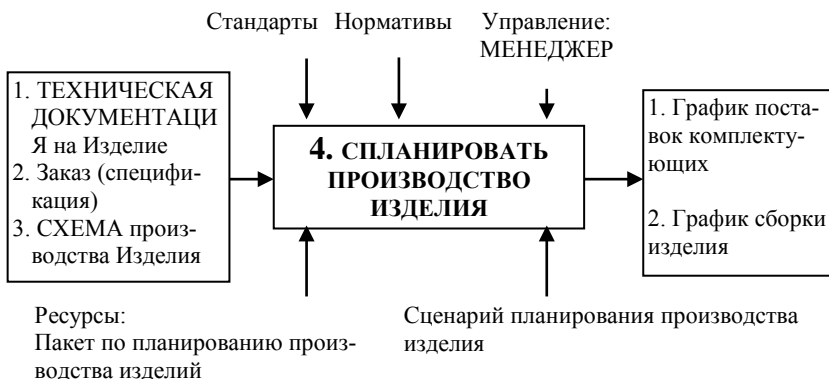 Стандарты Нормативы Управление:
МЕНЕДЖЕР
1. ТЕХНИЧЕСКАЯ
ДОКУМЕНТАЦИ
Я на Изделие
2. Заказ (специфи-
кация)
3. СХЕМА произ-
водства Изделия
4. СПЛАНИРОВАТЬ
ПРОИЗВОДСТВО
ИЗДЕЛИЯ
1. График поста-
вок комплекту-
ющих
2. График сборки
изделия
Ресурсы:
Пакет по планированию произ-
водства изделий
Сценарий планирования производства
изделия